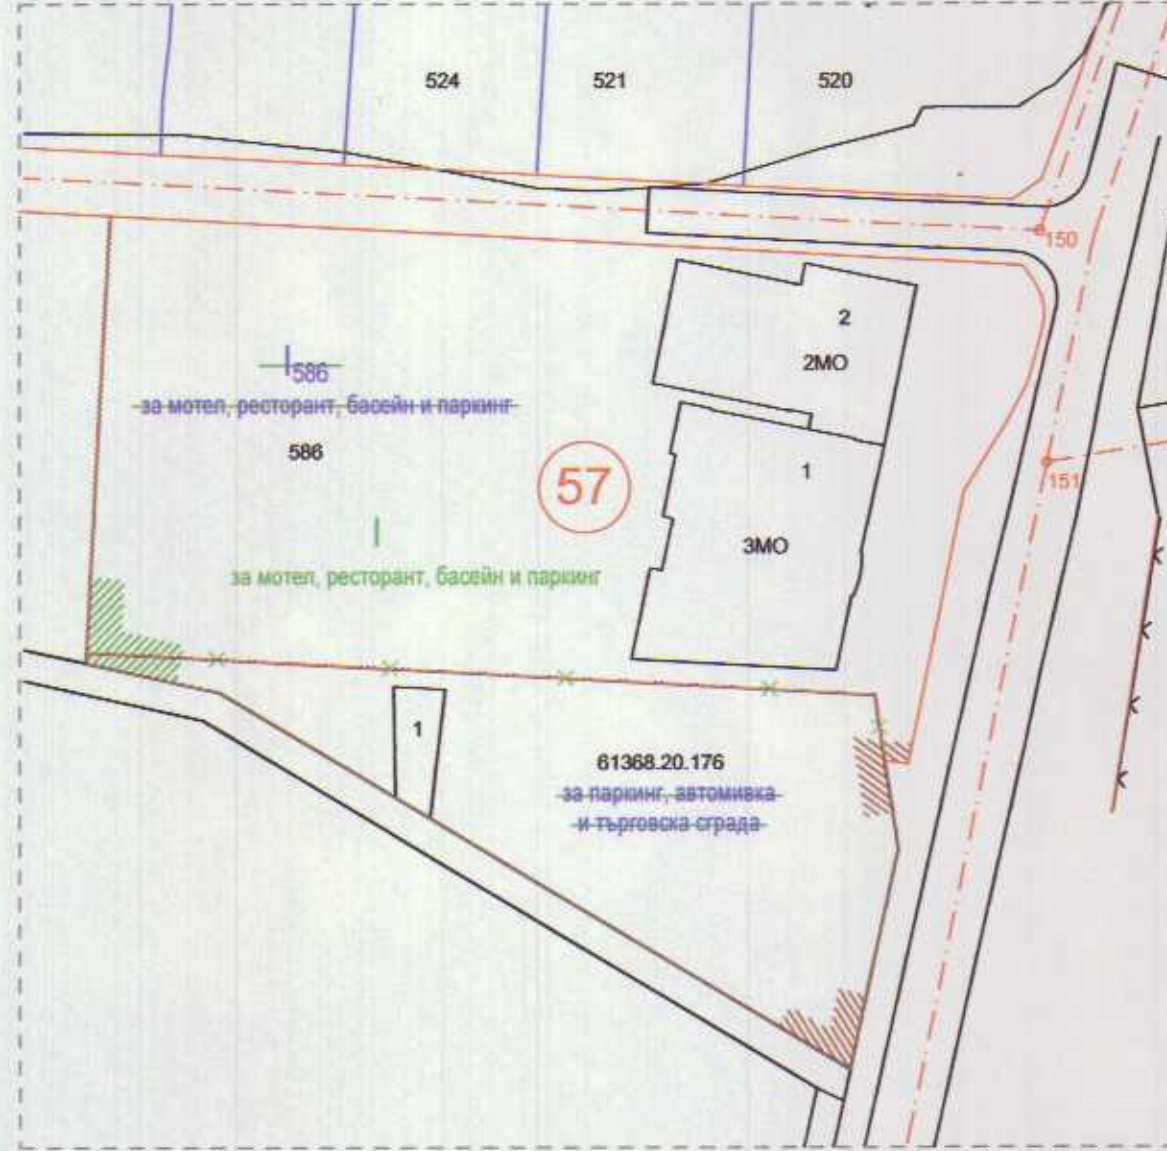 524
521
520
150
2
2МО
I586
за мотел, ресторант, басейн и паркинг
586
57
1
151
3МО
I
за мотел, ресторант, басейн и паркинг
1
61368.20.176
за паркинг, автомивка
и търговска сграда